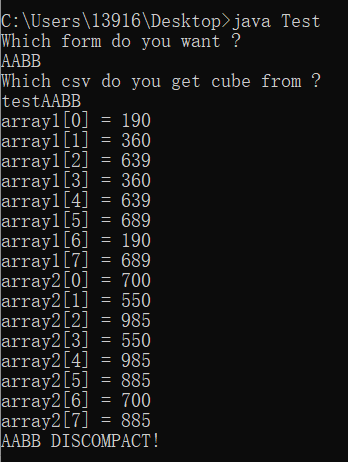 C:\Users\13916\Desktop>java Test
Which form do you want ?
AABB
Which csv do you get cube from ?
testAABB
array1[0] = 190
array1[1] = 360
array1[2] = 639
array1[3] = 360
array1[4] = 639
array1[5] = 689
array1[6] = 190
array1[7] = 689
array2[0] = 700
array2[1] = 550
array2[2] = 985
array2[3] = 550
array2[4] = 985
array2[5] = 885
array2[6] = 700
array2[7] = 885
AABB DISCOMPACT!